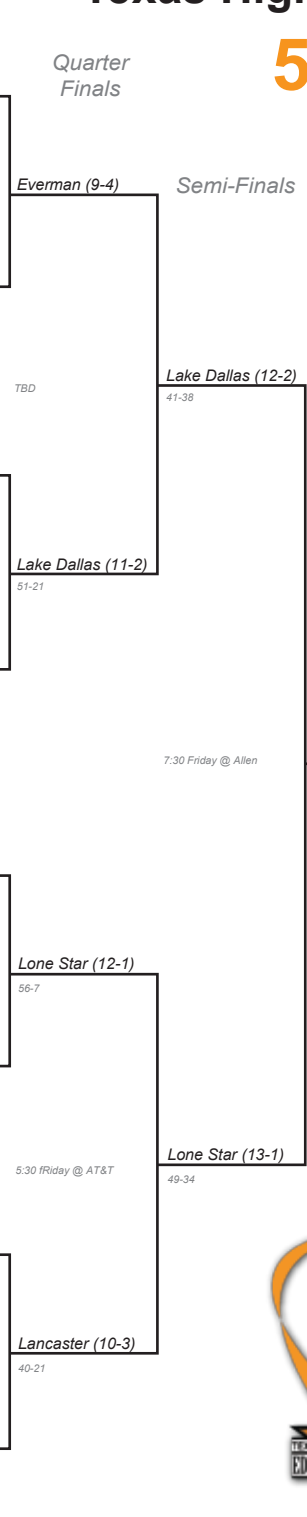 Quarter
Finals
5
Everman (9-4)
Semi-Finals
TBD
Lake Dallas (12-2)
41-38
Lake Dallas (11-2)
51-21
7:30 Friday @ Allen
Lone Star (12-1)
56-7
5:30 fRiday @ AT&T
Lone Star (13-1)
49-34
Lancaster (10-3)
40-21